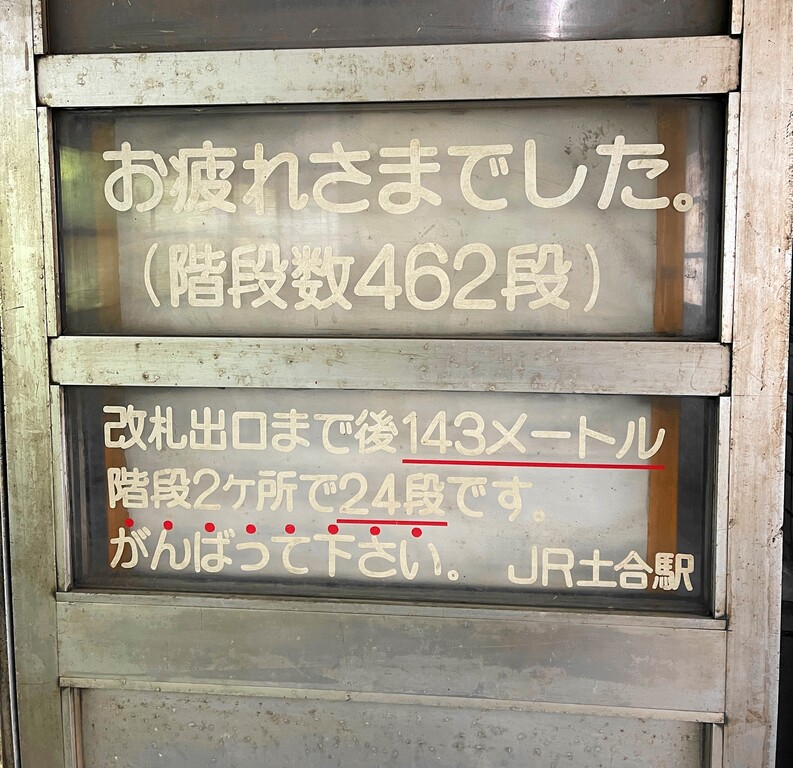 お疲れさまでした。
（階段数462段）
改札出口まで後143メートル
階段2ケ所で24段です。
がんばって下さい。 JR土合駅